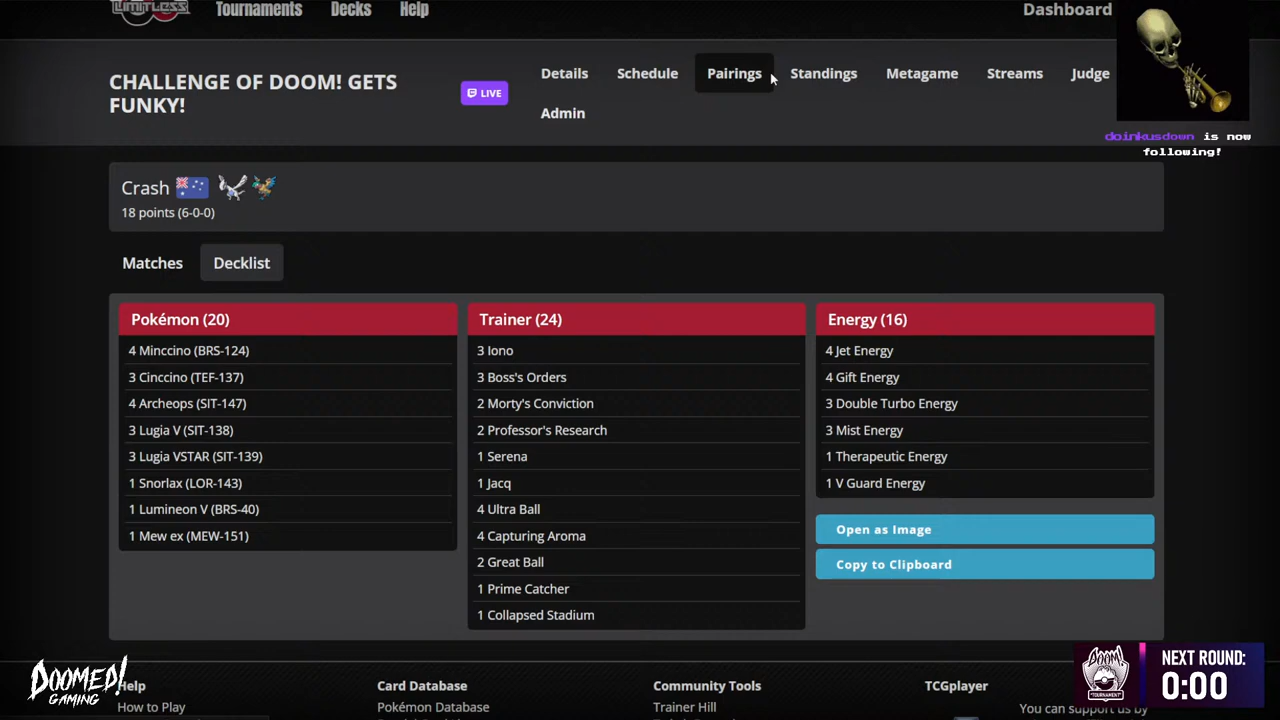 LIMITLESS
Tournaments
Decks
Help
Dashboard
CHALLENGE OF DOOM! GETS
FUNKY!
LIVE
Details
Schedule
Pairings
Standings
Metagame
Streams
Judge
Admin
doinkusdown is now
following!
Crash
18 points (6-0-0)
Matches
Decklist
Pokémon (20)
4 Minccino (BRS-124)
3 Cinccino (TEF-137)
4 Archeops (SIT-147)
3 Lugia V (SIT-138)
3 Lugia VSTAR (SIT-139)
1 Snorlax (LOR-143)
1 Lumineon V (BRS-40)
1 Mew ex (MEW-151)
Trainer (24)
3 Iono
3 Boss's Orders
2 Morty's Conviction
2 Professor's Research
1 Serena
1 Jacq
4 Ultra Ball
4 Capturing Aroma
2 Great Ball
1 Prime Catcher
1 Collapsed Stadium
Energy (16)
4 Jet Energy
4 Gift Energy
3 Double Turbo Energy
3 Mist Energy
1 Therapeutic Energy
1 V Guard Energy
Open as Image
Copy to Clipboard
DOOMED!
GAMING
Help
How to Play
Card Database
Pokémon Database
Community Tools
Trainer Hill
TCGplayer
You can support us by
DOOM!
TOURNAMENT
NEXT ROUND:
0:00